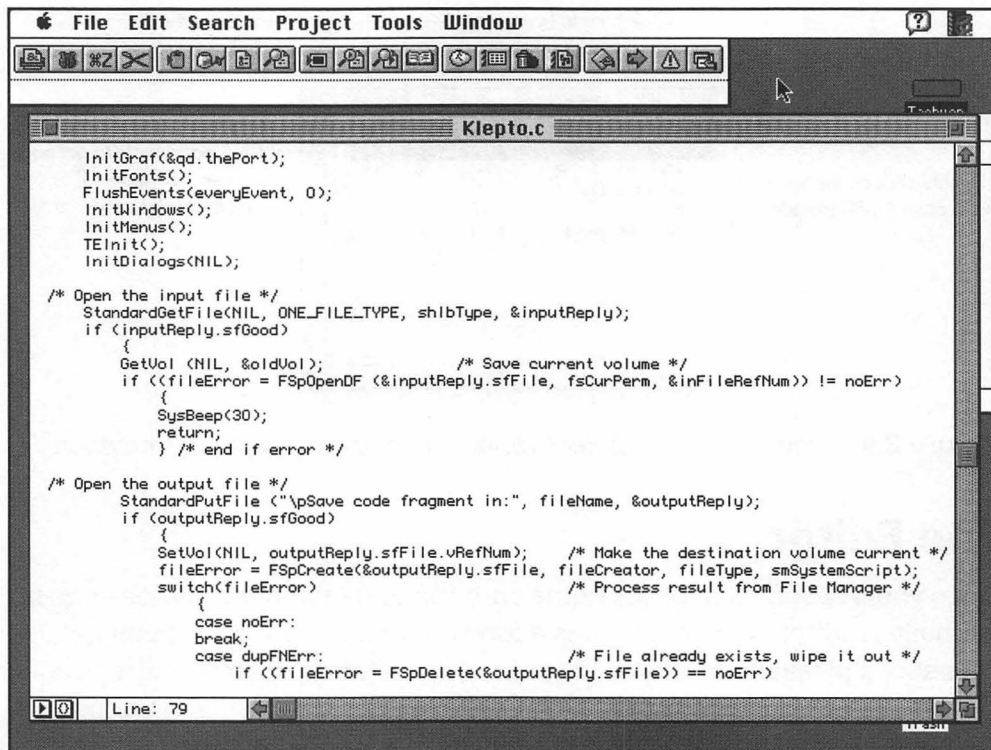 File Edit Search Project Tools Window
⌘Z
Klepto.c
InitGraf(&qd.thePort);
InitFonts();
FlushEvents(everyEvent, 0);
InitWindows();
InitMenus();
TEInit();
InitDialogs(NIL);
/* Open the input file */
StandardGetFile(NIL, ONE_FILE_TYPE, shlbType, &inputReply);
if (inputReply.sfGood)
{
GetVol (NIL, &oldVol); /* Save current volume */
if ((fileError = FSpOpenDF (&inputReply.sfFile, fsCurPerm, &inFileRefNum)) != noErr)
{
SysBeep(30);
return;
} /* end if error */
/* Open the output file */
StandardPutFile ("\pSave code fragment in:", fileName, &outputReply);
if (outputReply.sfGood)
{
SetVol(NIL, outputReply.sfFile.vRefNum); /* Make the destination volume current */
fileError = FSpCreate(&outputReply.sfFile, fileCreator, fileType, smSystemScript);
switch(fileError) /* Process result from File Manager */
{
case noErr:
break;
case dupFNErr: /* File already exists, wipe it out */
if ((fileError = FSpDelete(&outputReply.sfFile)) == noErr)
Line: 79
Trash